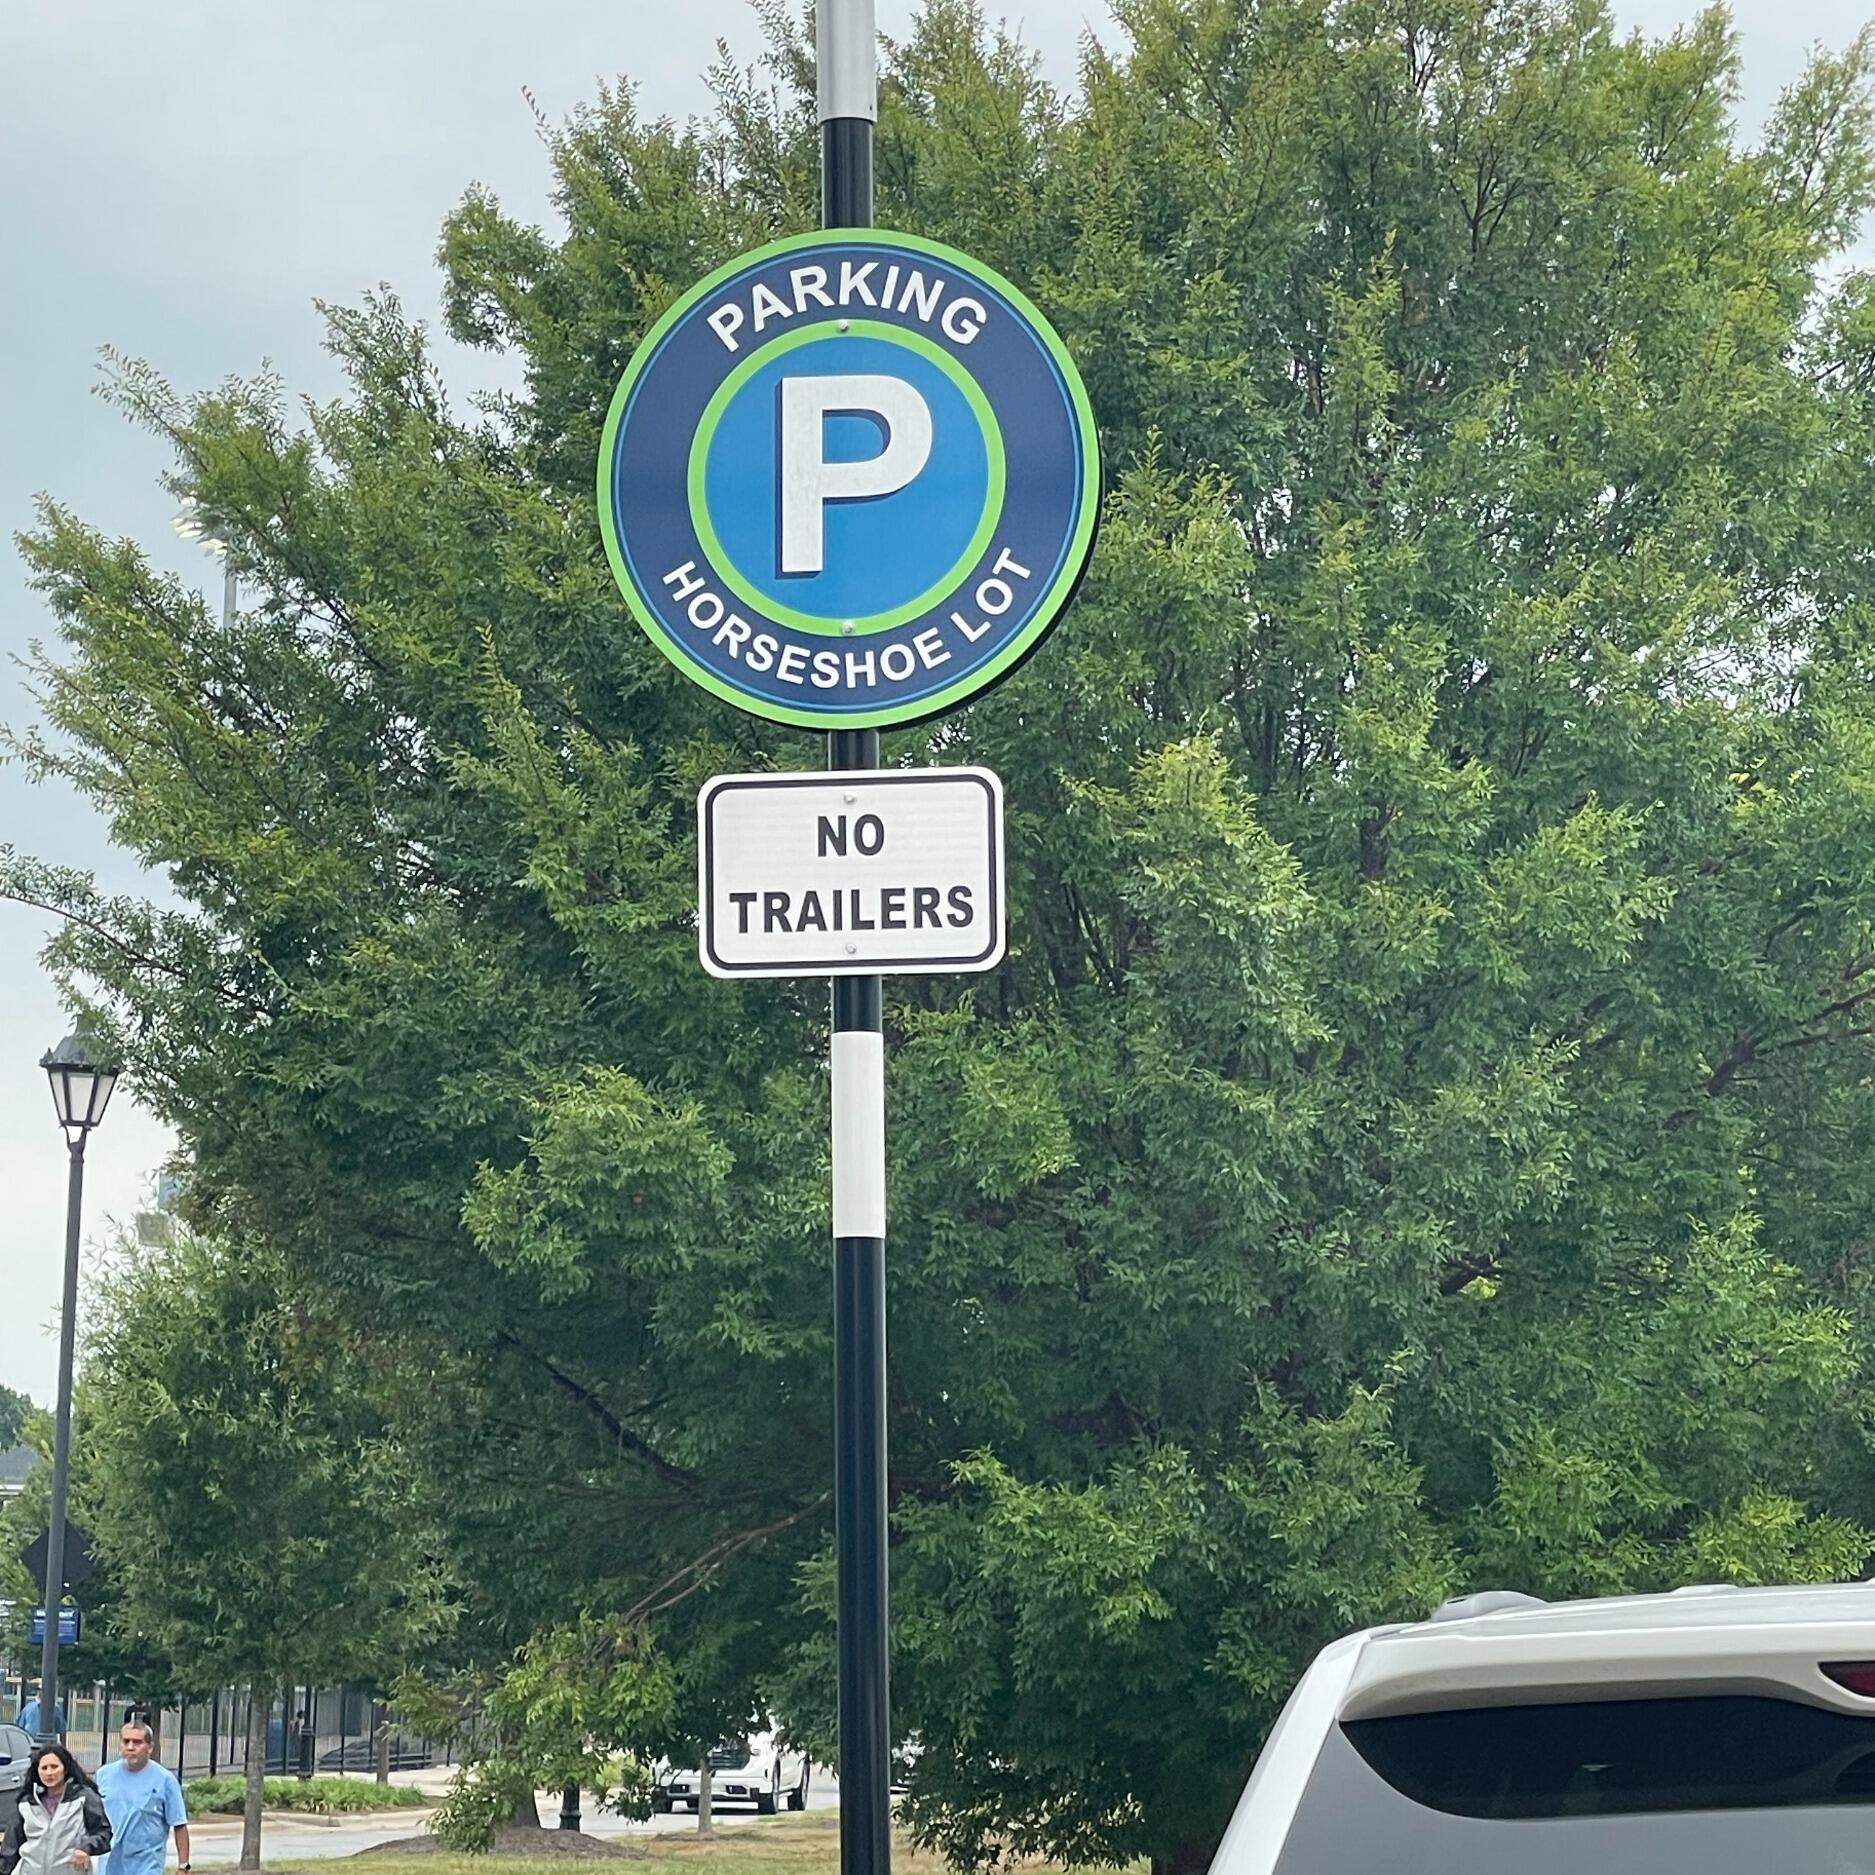 PARKING
P
HORSESHOE LOT
NO
TRAILERS